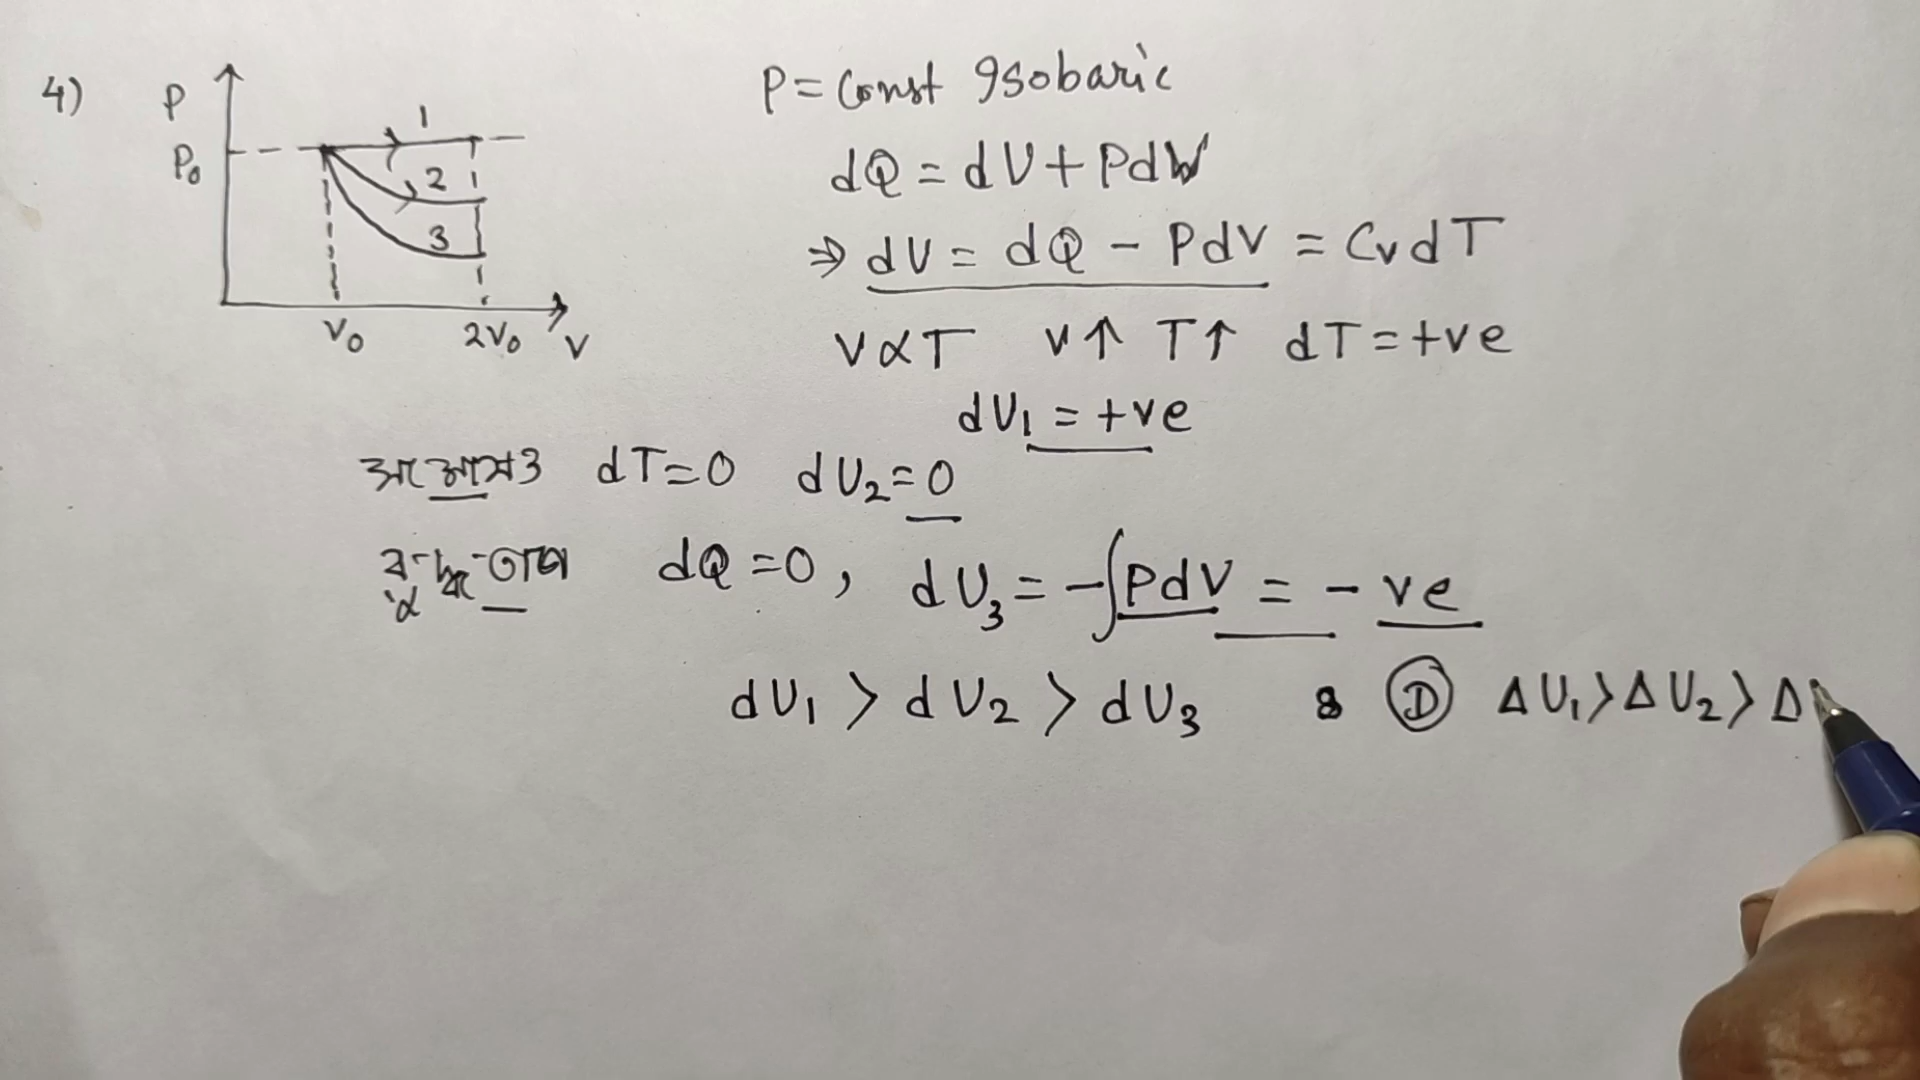 4)
P
P₀
1
2
3
V₀
2V₀
V
P = Const Isobaric
dQ = dU + PdV
⇒ dU = dQ - PdV = CvdT
V∝T V↑ T↑ dT = +ve
dU₁ = +ve
dT=0 dU₂=0
dQ =0, dU₃ = -∫PdV = - ve
dU₁ > dU₂ > dU₃ Ⓓ ΔU₁>ΔU₂>Δ